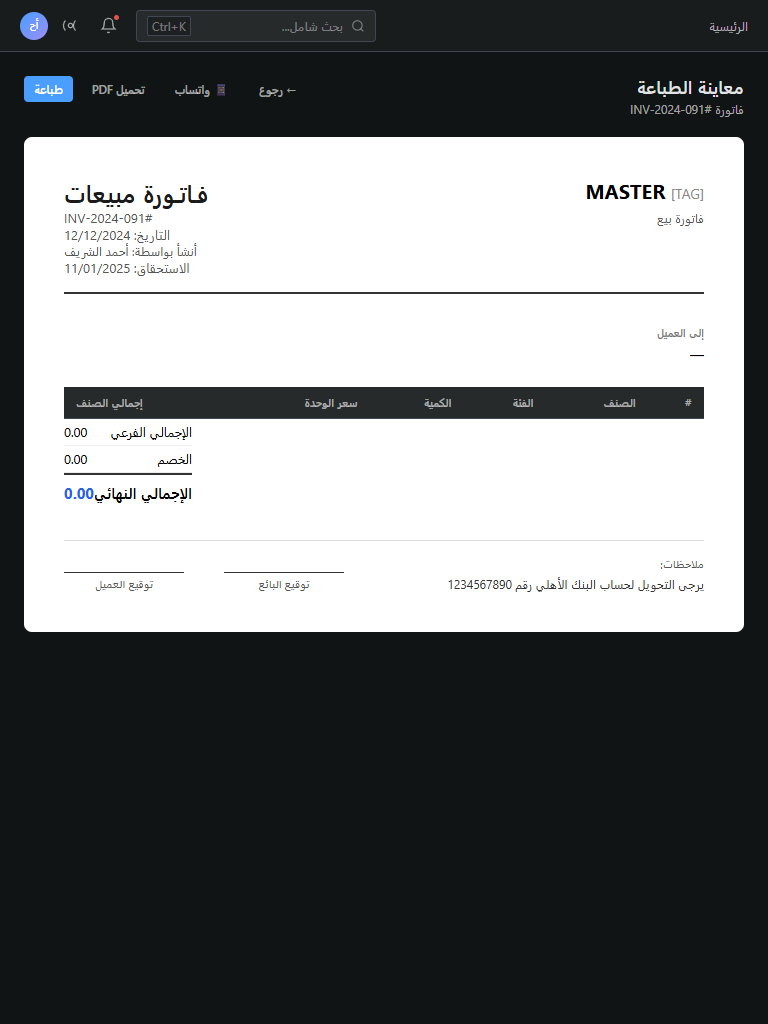 الرئيسية
بحث شامل...
Ctrl+K
أح
معاينة الطباعة
فاتورة #INV-2024-091
← رجوع
واتساب
تحميل PDF
طباعة
MASTER [TAG]
فاتورة بيع
فاتورة مبيعات
INV-2024-091#
التاريخ: 12/12/2024
أنشأ بواسطة: أحمد الشريف
الاستحقاق: 11/01/2025
إلى العميل
—
# الصنف الفئة الكمية سعر الوحدة إجمالي الصنف
الإجمالي الفرعي 0.00
الخصم 0.00
الإجمالي النهائي 0.00
ملاحظات:
يرجى التحويل لحساب البنك الأهلي رقم 1234567890
توقيع البائع
توقيع العميل